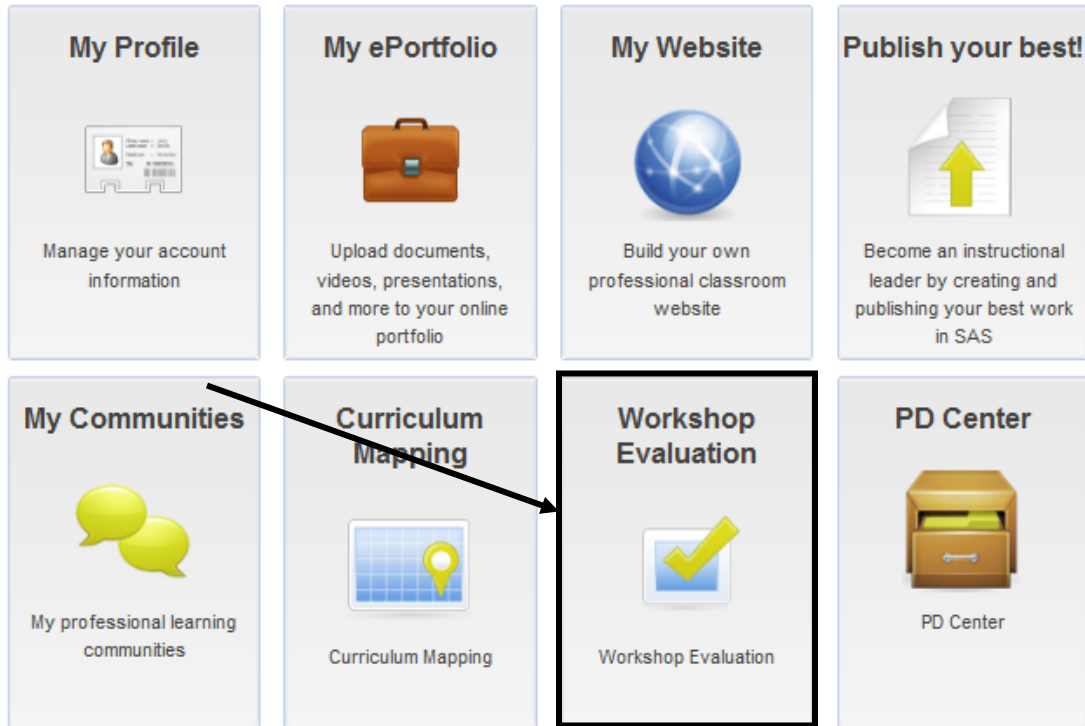 My Profile
Manage your account
information
My ePortfolio
Upload documents,
videos, presentations,
and more to your online
portfolio
My Website
Build your own
professional classroom
website
Publish your best!
Become an instructional
leader by creating and
publishing your best work
in SAS
My Communities
My professional learning
communities
Curriculum
Mapping
Curriculum Mapping
Workshop
Evaluation
Workshop Evaluation
PD Center
PD Center